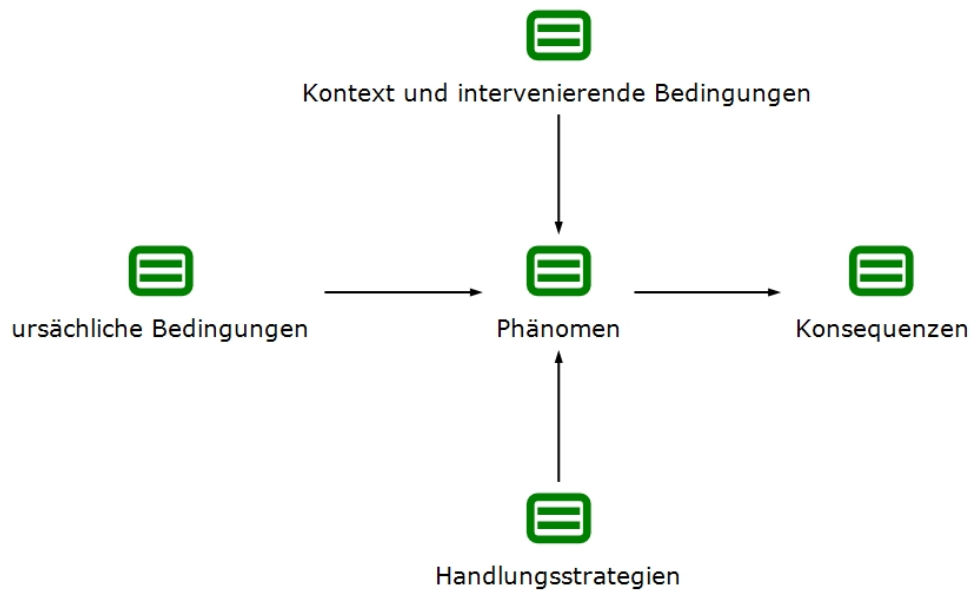 Kontext und intervenierende Bedingungen
ursächliche Bedingungen
Phänomen
Konsequenzen
Handlungsstrategien